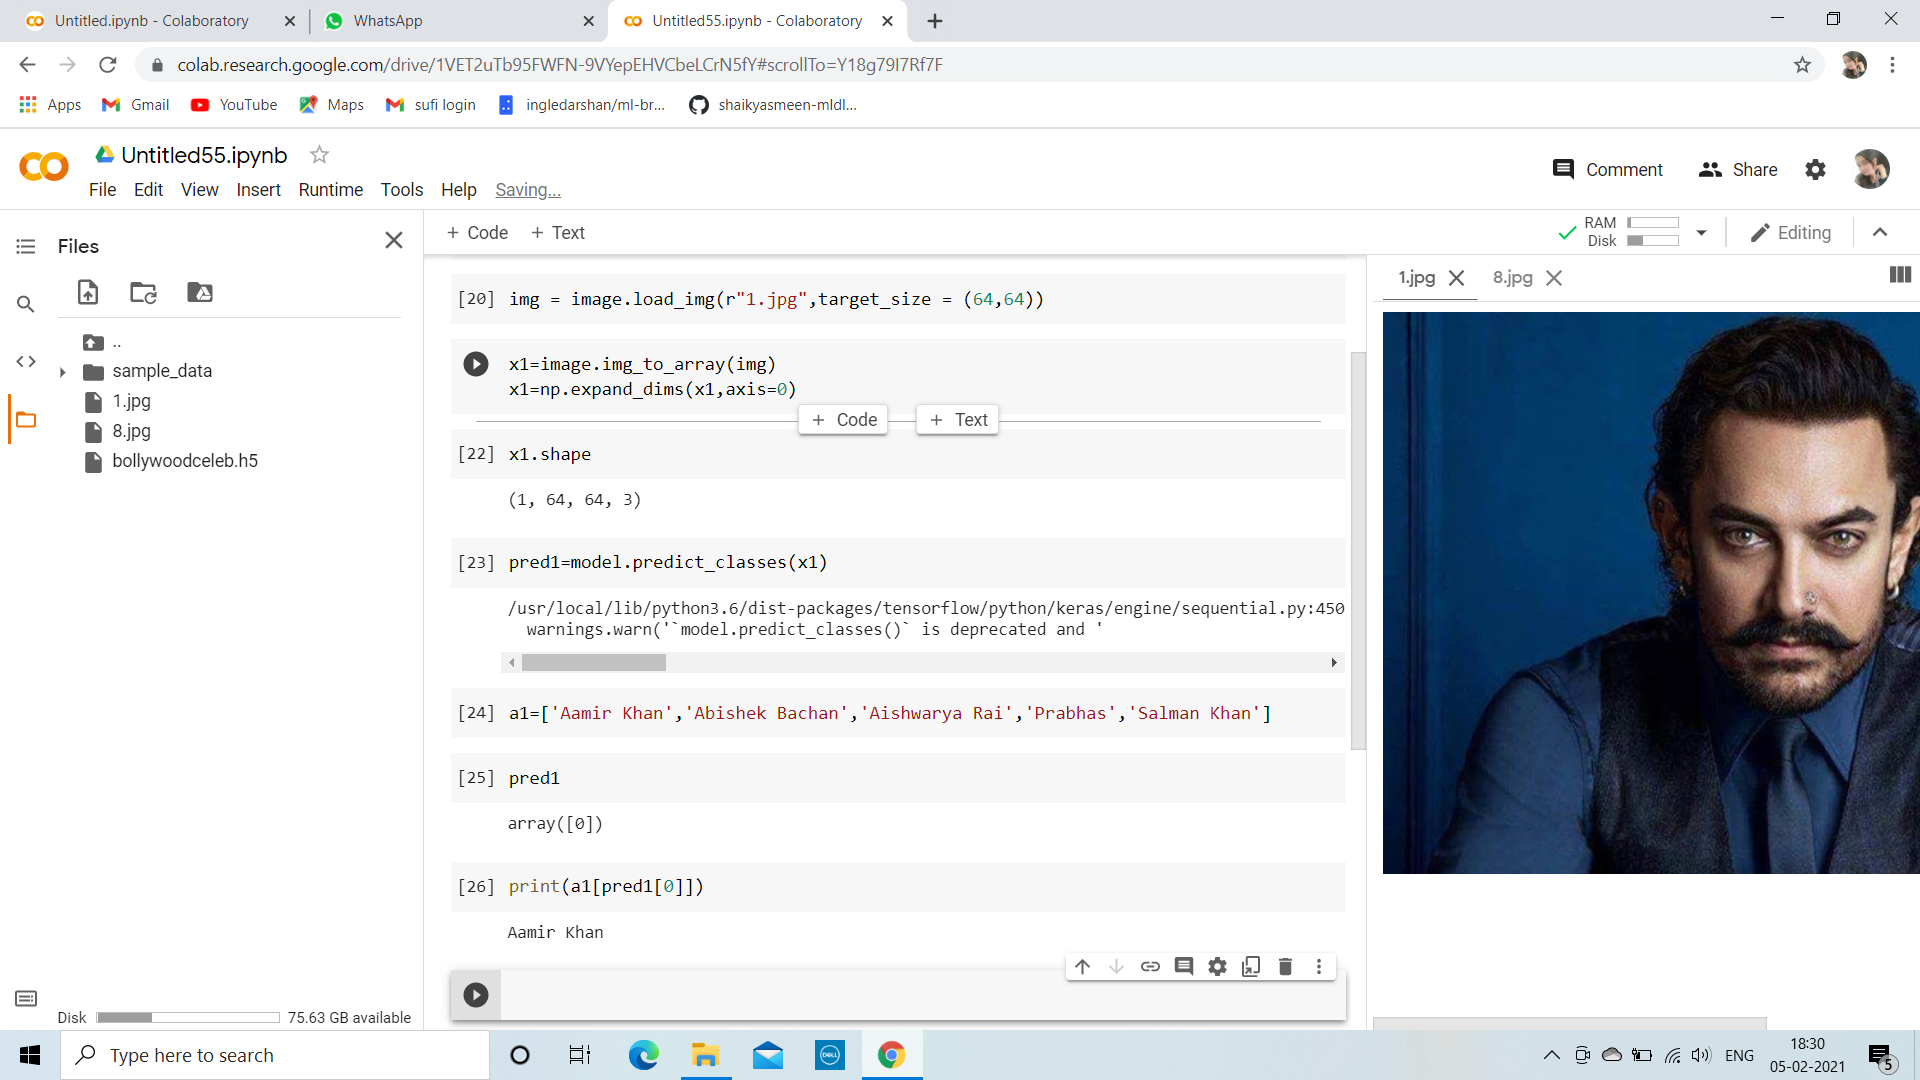 Untitled.ipynb - Colaboratory
WhatsApp
Untitled55.ipynb - Colaboratory
colab.research.google.com/drive/1VET2uTb95FWFN-9VYepEHVCbeLCrN5fY#scrollTo=Y18g79I7Rf7F
Apps
Gmail
YouTube
Maps
sufi login
ingledarshan/ml-br...
shaikyasmeen-mldl...
Untitled55.ipynb
File Edit View Insert Runtime Tools Help Saving...
Comment
Share
Files
+ Code + Text
RAM
Disk
Editing
..
sample_data
1.jpg
8.jpg
bollywoodceleb.h5
Disk
75.63 GB available
[20] img = image.load_img(r"1.jpg",target_size = (64,64))
x1=image.img_to_array(img)
x1=np.expand_dims(x1,axis=0)
+ Code + Text
[22] x1.shape
(1, 64, 64, 3)
[23] pred1=model.predict_classes(x1)
/usr/local/lib/python3.6/dist-packages/tensorflow/python/keras/engine/sequential.py:450
warnings.warn('`model.predict_classes()` is deprecated and '
[24] a1=['Aamir Khan','Abishek Bachan','Aishwarya Rai','Prabhas','Salman Khan']
[25] pred1
array([0])
[26] print(a1[pred1[0]])
Aamir Khan
1.jpg
8.jpg
Type here to search
DELL
ENG
18:30
05-02-2021
5